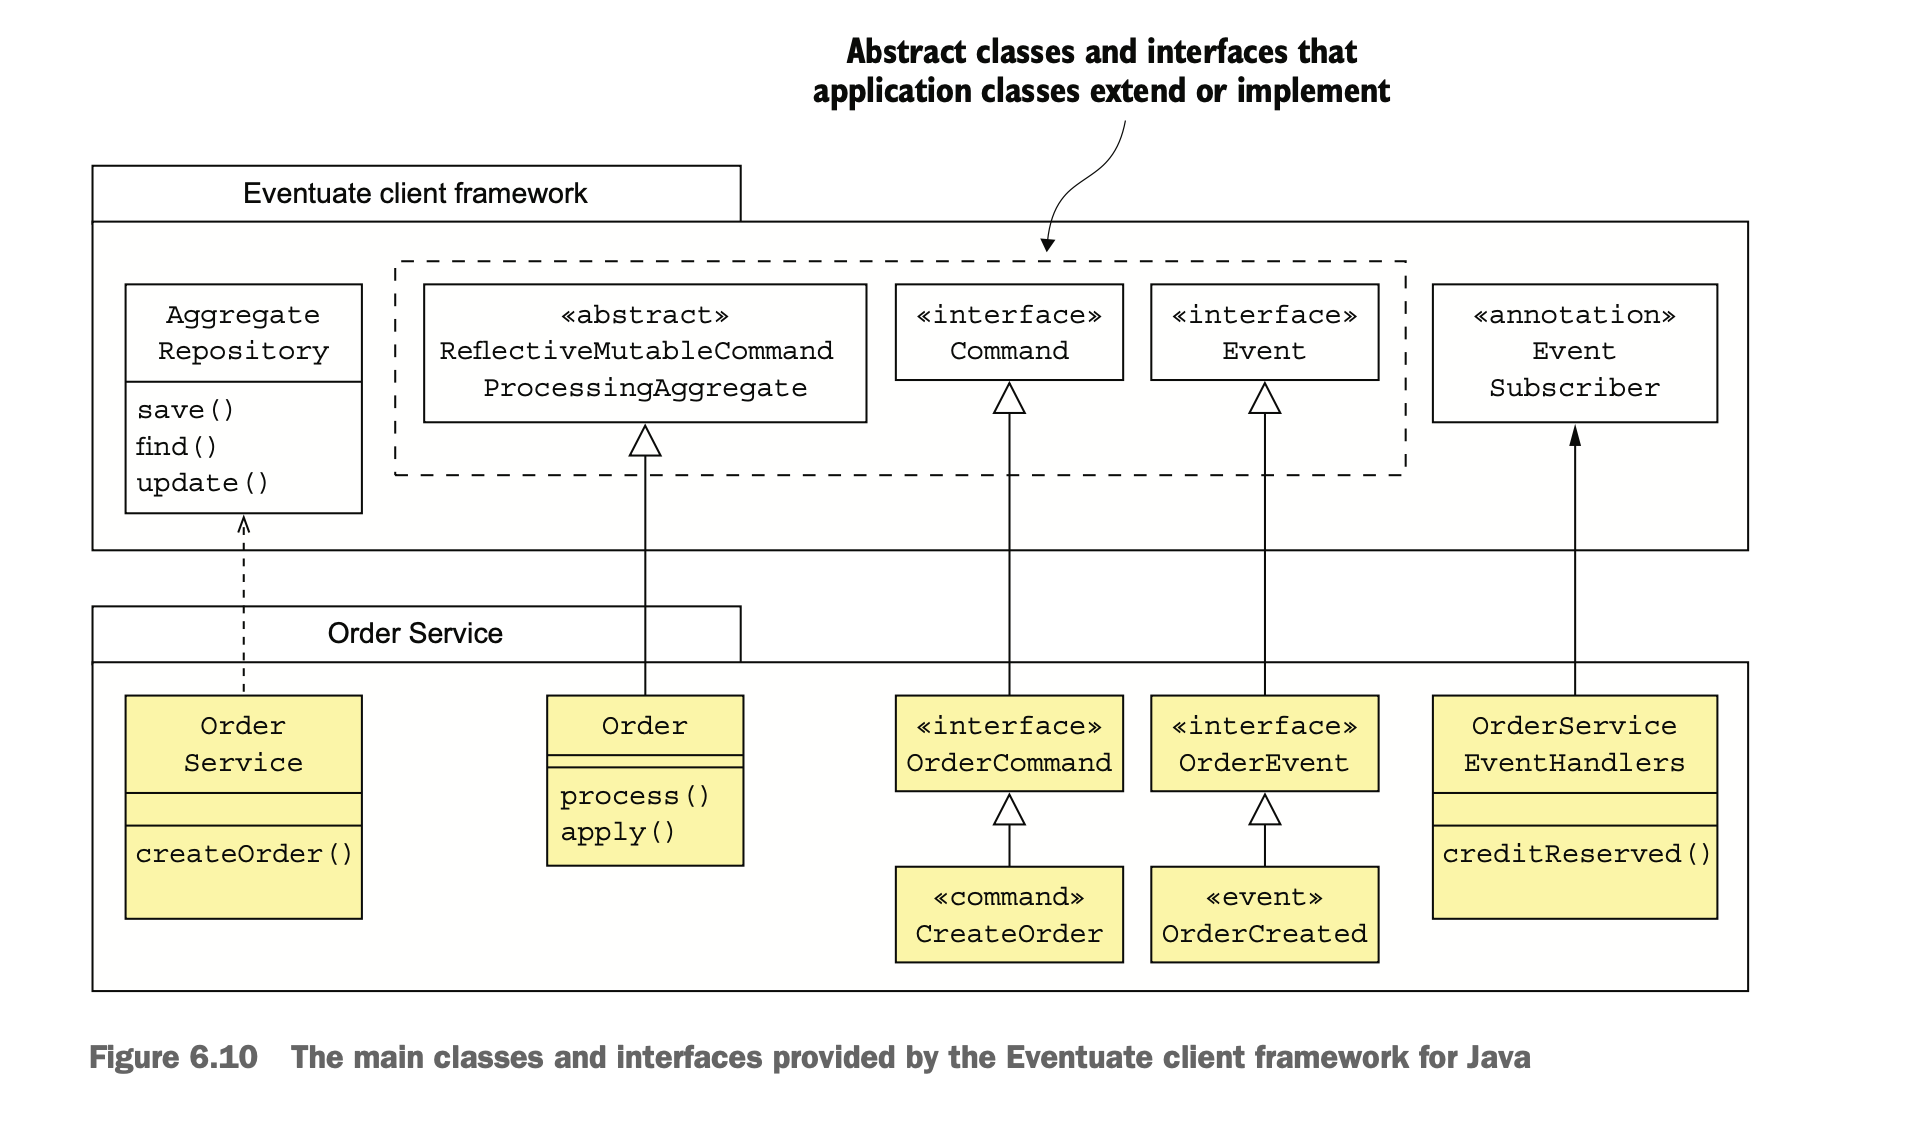 Abstract classes and interfaces that
application classes extend or implement
Eventuate client framework
Aggregate
Repository
save()
find()
update()
«abstract»
ReflectiveMutableCommand
ProcessingAggregate
«interface»
Command
«interface»
Event
«annotation»
Event
Subscriber
Order Service
Order
Service
createOrder()
Order
process()
apply()
«interface»
OrderCommand
«command»
CreateOrder
«interface»
OrderEvent
«event»
OrderCreated
OrderService
EventHandlers
creditReserved()
Figure 6.10 The main classes and interfaces provided by the Eventuate client framework for Java